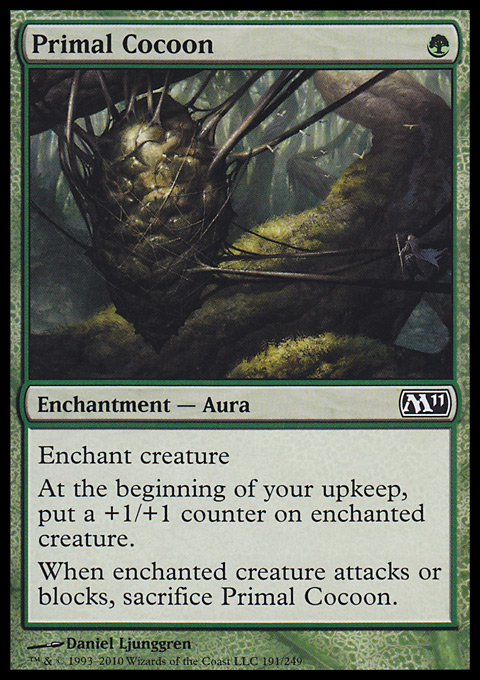 Primal Cocoon
Enchantment — Aura
M11
Enchant creature
At the beginning of your upkeep,
put a +1/+1 counter on enchanted
creature.
When enchanted creature attacks or
blocks, sacrifice Primal Cocoon.
Daniel Ljunggren
™ & © 1993–2010 Wizards of the Coast LLC 191/249